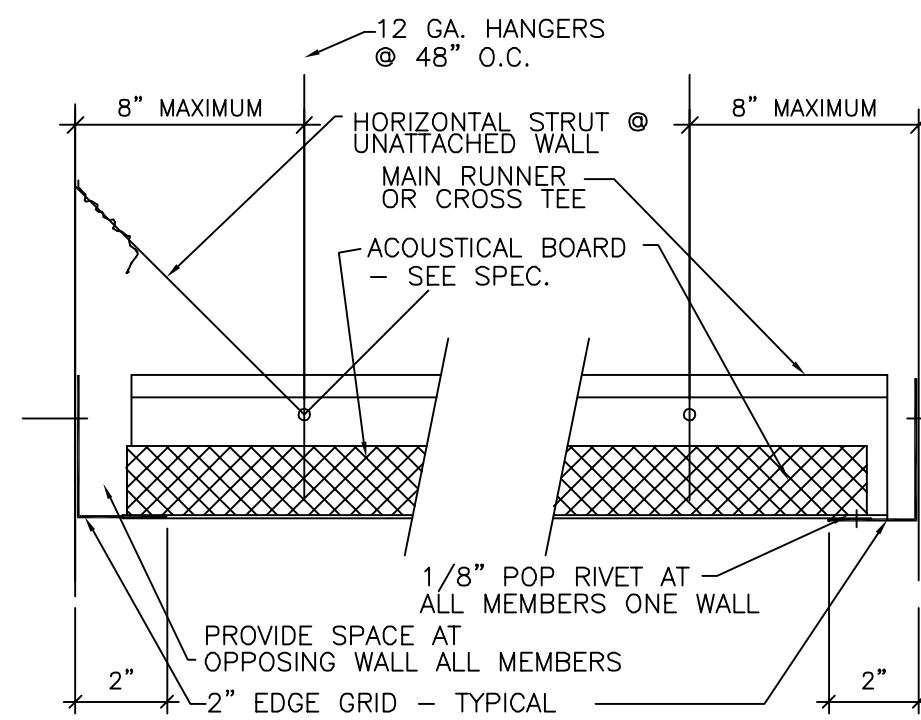 12 GA. HANGERS
@ 48" O.C.
8" MAXIMUM
8" MAXIMUM
HORIZONTAL STRUT @
UNATTACHED WALL
MAIN RUNNER
OR CROSS TEE
ACOUSTICAL BOARD
– SEE SPEC.
1/8" POP RIVET AT
ALL MEMBERS ONE WALL
PROVIDE SPACE AT
OPPOSING WALL ALL MEMBERS
2"
2"
2" EDGE GRID – TYPICAL